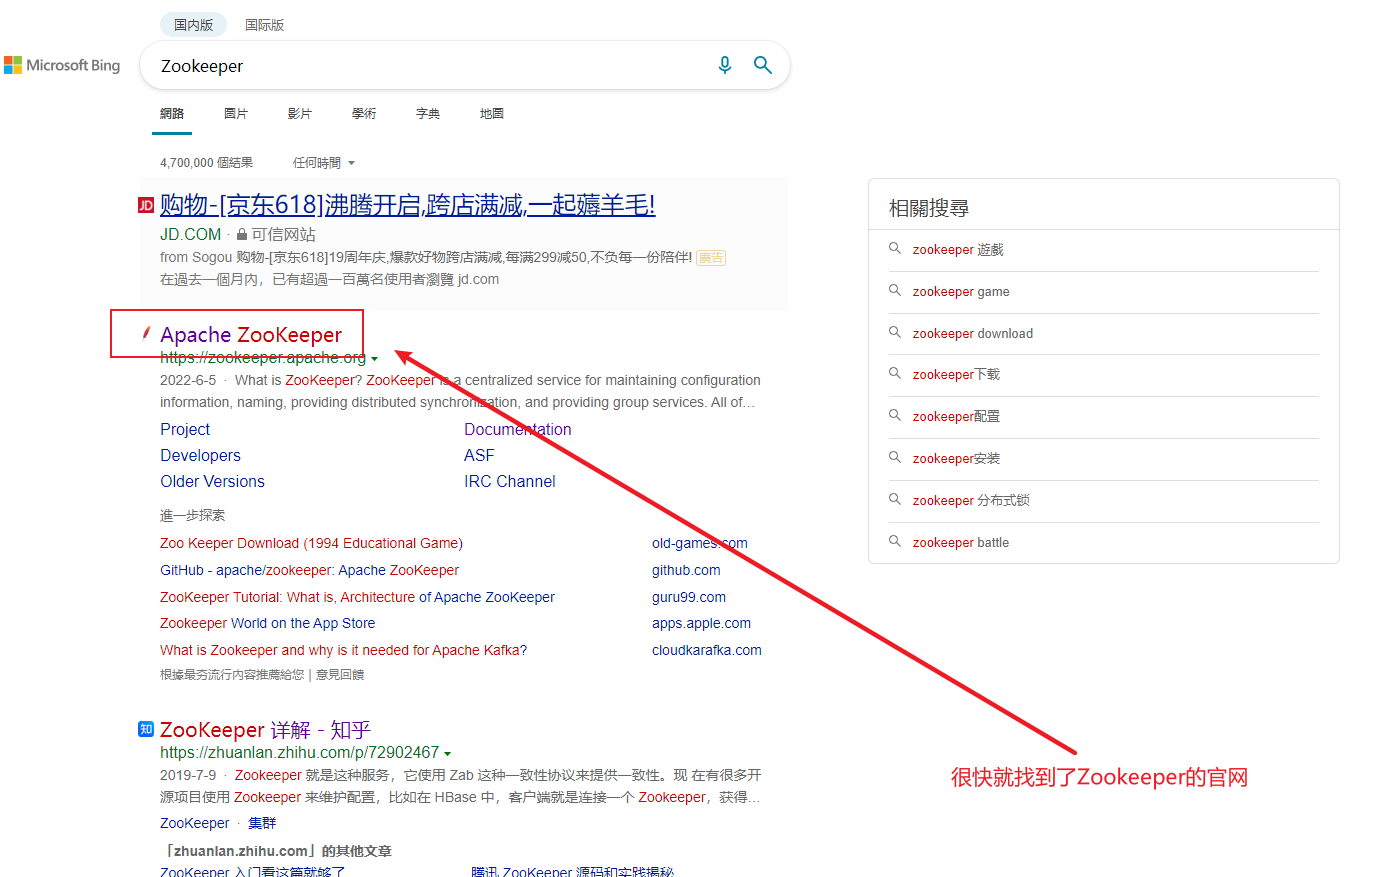 国内版 国际版
Microsoft Bing
Zookeeper
網路 圖片 影片 學術 字典 地圖
4,700,000 個結果 任何時間
JD 购物-[京东618]沸腾开启,跨店满减,一起薅羊毛!
JD.COM · 可信网站
from Sogou 购物-[京东618]19周年庆,爆款好物跨店满减,每满299减50,不负每一份陪伴! 廣告
在過去一個月內，已有超過一百萬名使用者瀏覽 jd.com
Apache ZooKeeper
https://zookeeper.apache.org
2022-6-5 · What is ZooKeeper? ZooKeeper is a centralized service for maintaining configuration
information, naming, providing distributed synchronization, and providing group services. All of…
Project Documentation
Developers ASF
Older Versions IRC Channel
進一步探索
Zoo Keeper Download (1994 Educational Game) old-games.com
GitHub - apache/zookeeper: Apache ZooKeeper github.com
ZooKeeper Tutorial: What is, Architecture of Apache ZooKeeper guru99.com
Zookeeper World on the App Store apps.apple.com
What is Zookeeper and why is it needed for Apache Kafka? cloudkarafka.com
根據最夯流行內容推薦給您 | 意見回饋
知 ZooKeeper 详解 - 知乎
https://zhuanlan.zhihu.com/p/72902467
2019-7-9 · Zookeeper 就是这种服务，它使用 Zab 这种一致性协议来提供一致性。现 在有很多开
源项目使用 Zookeeper 来维护配置，比如在 HBase 中，客户端就是连接一个 Zookeeper，获得…
ZooKeeper · 集群
「zhuanlan.zhihu.com」的其他文章
ZooKeeper 入门看这篇就够了 腾讯 ZooKeeper 源码和实践揭秘
相關搜尋
zookeeper 遊戲
zookeeper game
zookeeper download
zookeeper下载
zookeeper配置
zookeeper安装
zookeeper 分布式锁
zookeeper battle
很快就找到了Zookeeper的官网